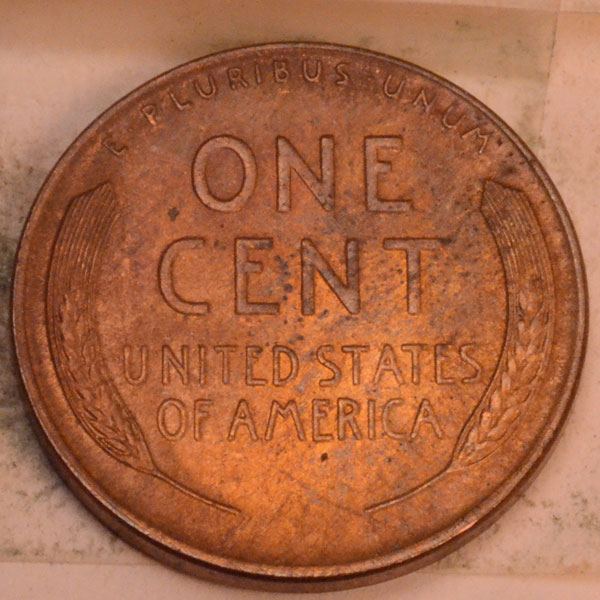 E PLURIBUS UNUM
ONE
CENT
UNITED STATES
OF AMERICA